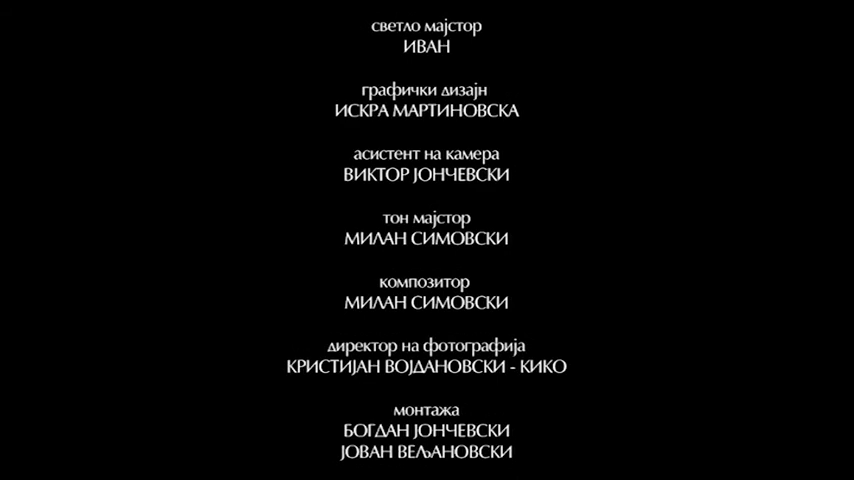 светло мајстор
ИВАН
графички дизајн
ИСКРА МАРТИНОВСКА
асистент на камера
ВИКТОР ЈОНЧЕВСКИ
тон мајстор
МИЛАН СИМОВСКИ
композитор
МИЛАН СИМОВСКИ
директор на фотографија
КРИСТИЈАН ВОЈДАНОВСКИ - КИКО
монтажа
БОГДАН ЈОНЧЕВСКИ
ЈОВАН ВЕЉАНОВСКИ